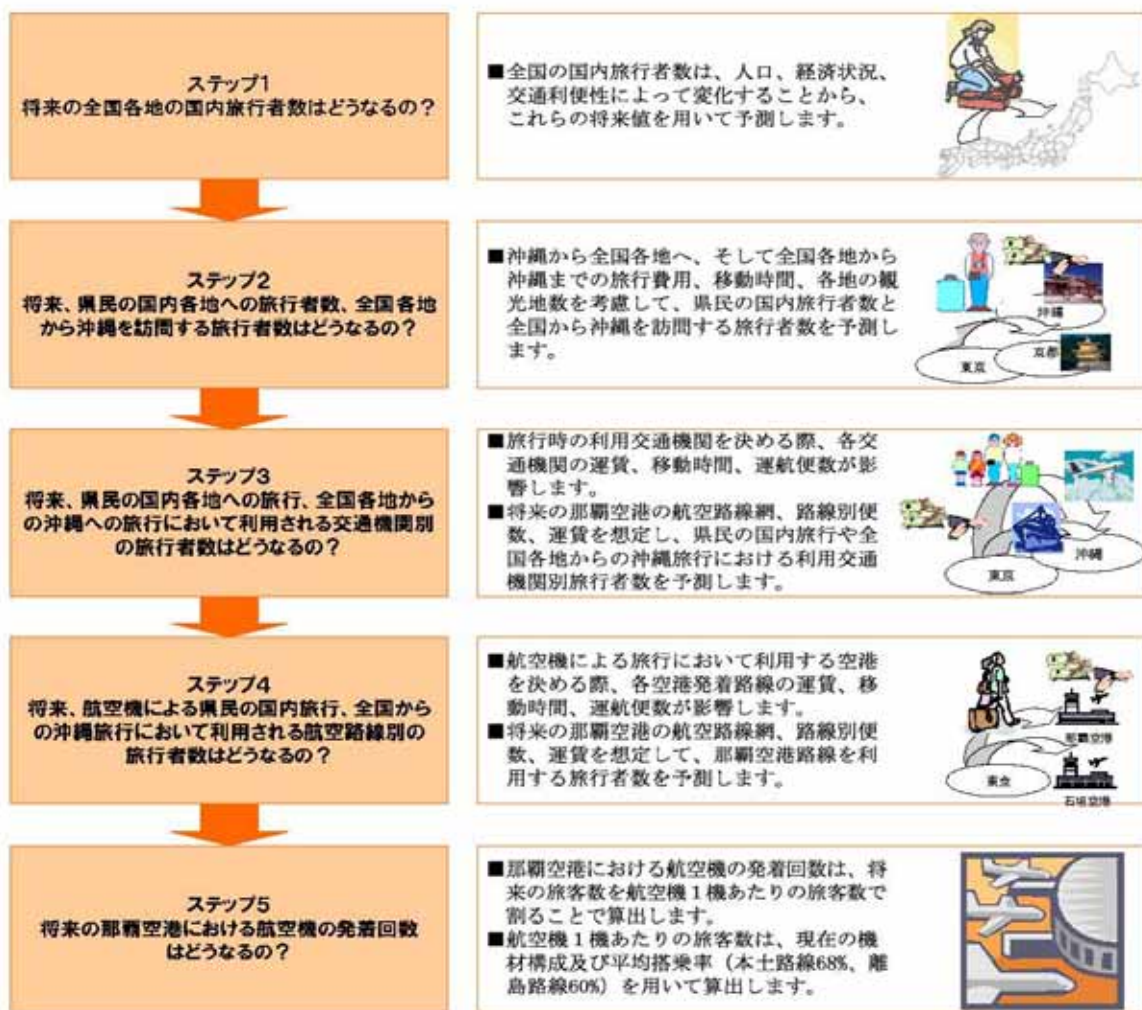 ステップ1
将来の全国各地の国内旅行者数はどうなるの？
■全国の国内旅行者数は、人口、経済状況、
交通利便性によって変化することから、
これらの将来値を用いて予測します。
ステップ2
将来、県民の国内各地への旅行者数、全国各地
から沖縄を訪問する旅行者数はどうなるの？
■沖縄から全国各地へ、そして全国各地から
沖縄までの旅行費用、移動時間、各地の観
光地数を考慮して、県民の国内旅行者数と
全国から沖縄を訪問する旅行者数を予測し
ます。
沖縄
京都
東京
ステップ3
将来、県民の国内各地への旅行、全国各地から
の沖縄への旅行において利用される交通機関別
の旅行者数はどうなるの？
■旅行時の利用交通機関を決める際、各交
通機関の運賃、移動時間、運航便数が影
響します。
■将来の那覇空港の航空路線網、路線別便
数、運賃を想定し、県民の国内旅行や全
国各地からの沖縄旅行における利用交通
機関別旅行者数を予測します。
沖縄
東京
ステップ4
将来、航空機による県民の国内旅行、全国から
の沖縄旅行において利用される航空路線別の
旅行者数はどうなるの？
■航空機による旅行において利用する空港
を決める際、各空港発着路線の運賃、移
動時間、運航便数が影響します。
■将来の那覇空港の航空路線網、路線別便
数、運賃を想定して、那覇空港路線を利
用する旅行者数を予測します。
那覇空港
石垣空港
ステップ5
将来の那覇空港における航空機の発着回数
はどうなるの？
■那覇空港における航空機の発着回数は、将
来の旅客数を航空機１機あたりの旅客数で
割ることで算出します。
■航空機１機あたりの旅客数は、現在の機
材構成及び平均搭乗率（本土路線68%、離
島路線60%）を用いて算出します。